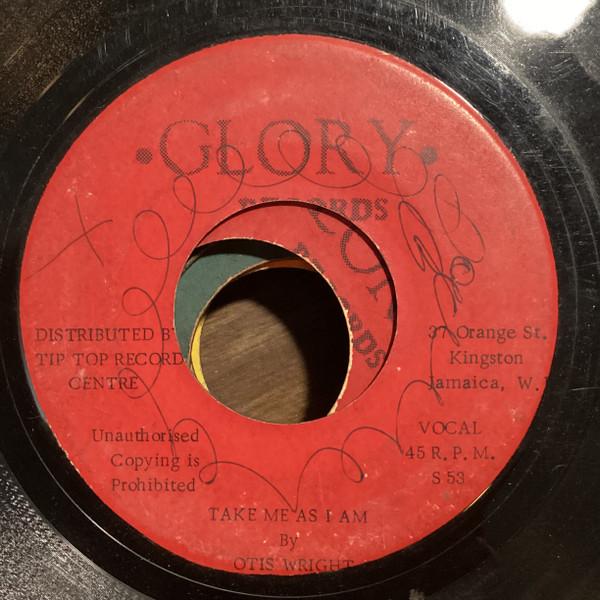 •GLORY•
RECORDS
DISTRIBUTED BY
TIP TOP RECORD
CENTRE
37 Orange St.
Kingston
Jamaica, W.
Unauthorised
Copying is
Prohibited
VOCAL
45 R. P. M.
S 53
TAKE ME AS I AM
By
OTIS WRIGHT